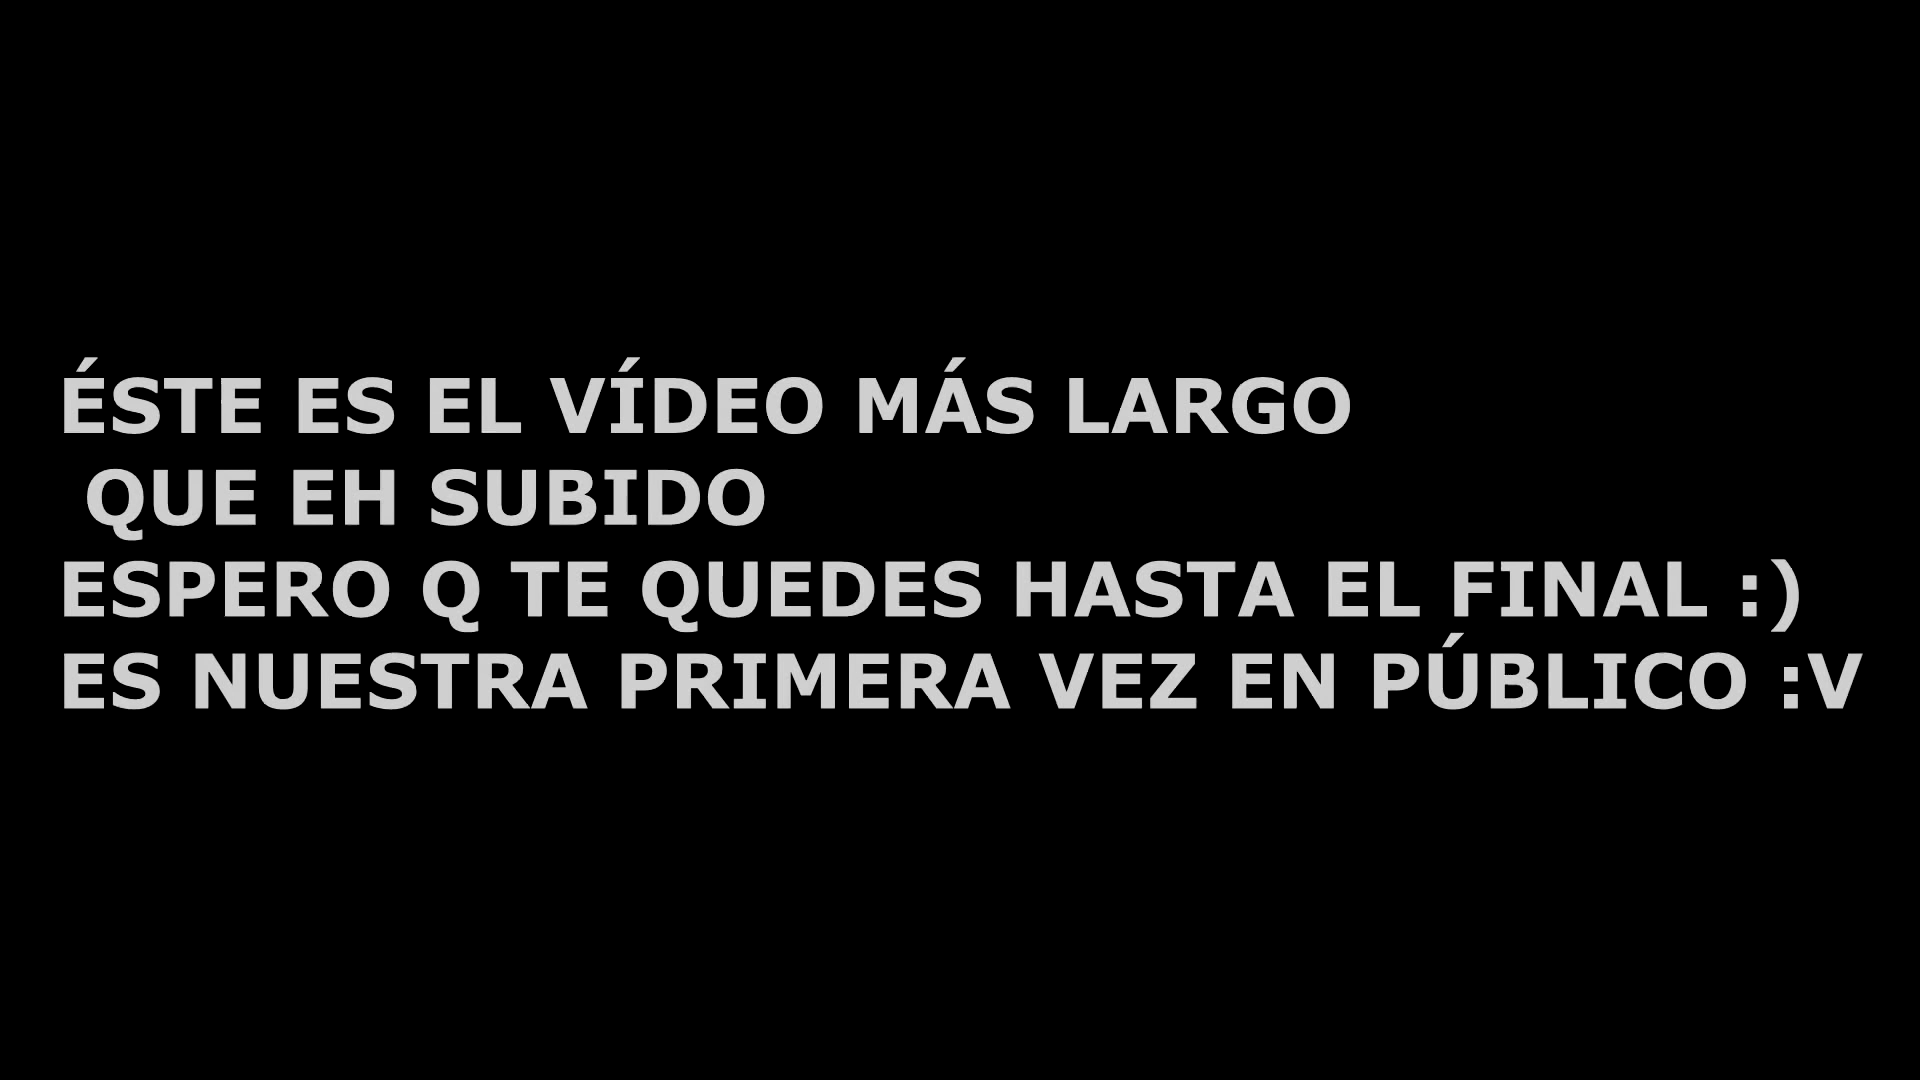 ÉSTE ES EL VÍDEO MÁS LARGO
QUE EH SUBIDO
ESPERO Q TE QUEDES HASTA EL FINAL :)
ES NUESTRA PRIMERA VEZ EN PÚBLICO :V